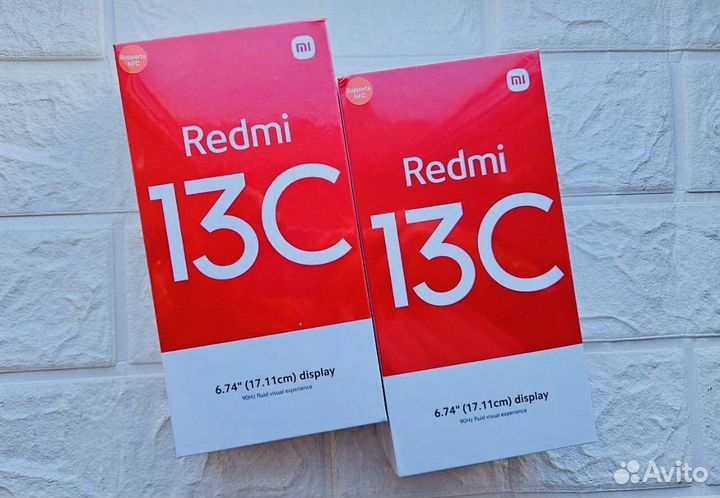 Supports
NFC
mi
Redmi
13C
6.74" (17.11cm) display
90Hz fluid visual experience
Supports
NFC
mi
Redmi
13C
6.74" (17.11cm) display
90Hz fluid visual experience
Avito